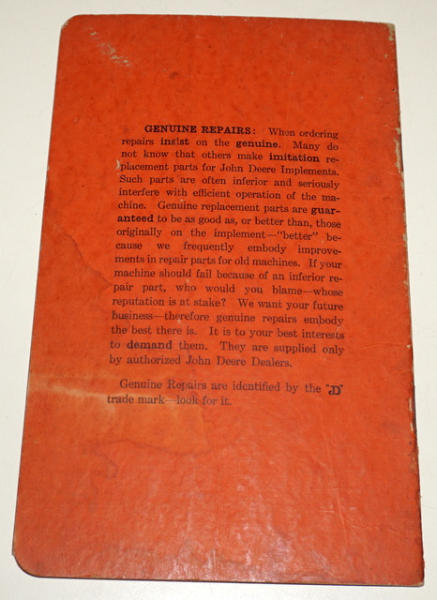 GENUINE REPAIRS: When ordering
repairs insist on the genuine. Many do
not know that others make imitation re-
placement parts for John Deere Implements.
Such parts are often inferior and seriously
interfere with efficient operation of the ma-
chine. Genuine replacement parts are guar-
anteed to be as good as, or better than, those
originally on the implement—"better" be-
cause we frequently embody improve-
ments in repair parts for old machines. If your
machine should fail because of an inferior re-
pair part, who would you blame—whose
reputation is at stake? We want your future
business—therefore genuine repairs embody
the best there is. It is to your best interests
to demand them. They are supplied only
by authorized John Deere Dealers.
Genuine Repairs are identified by the "JD"
trade mark—look for it.